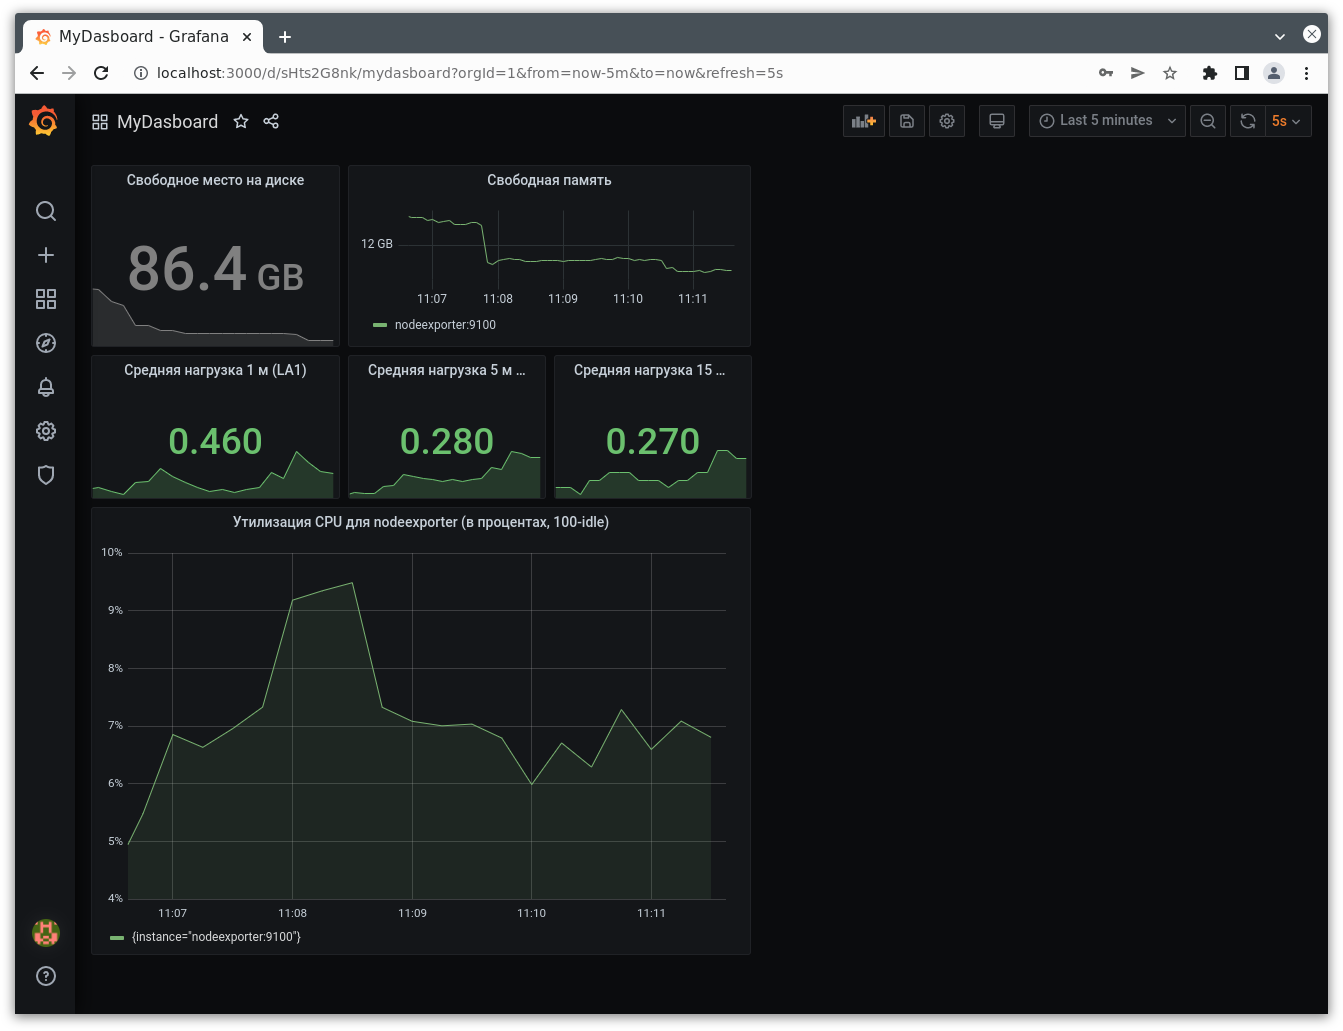 MyDasboard - Grafana
localhost:3000/d/sHts2G8nk/mydasboard?orgId=1&from=now-5m&to=now&refresh=5s
MyDasboard
Last 5 minutes
5s
Свободное место на диске
86.4 GB
Свободная память
12 GB
11:07 11:08 11:09 11:10 11:11
nodeexporter:9100
Средняя нагрузка 1 м (LA1)
0.460
Средняя нагрузка 5 м ...
0.280
Средняя нагрузка 15 ...
0.270
Утилизация CPU для nodeexporter (в процентах, 100-idle)
10%
9%
8%
7%
6%
5%
4%
11:07 11:08 11:09 11:10 11:11
{instance="nodeexporter:9100"}